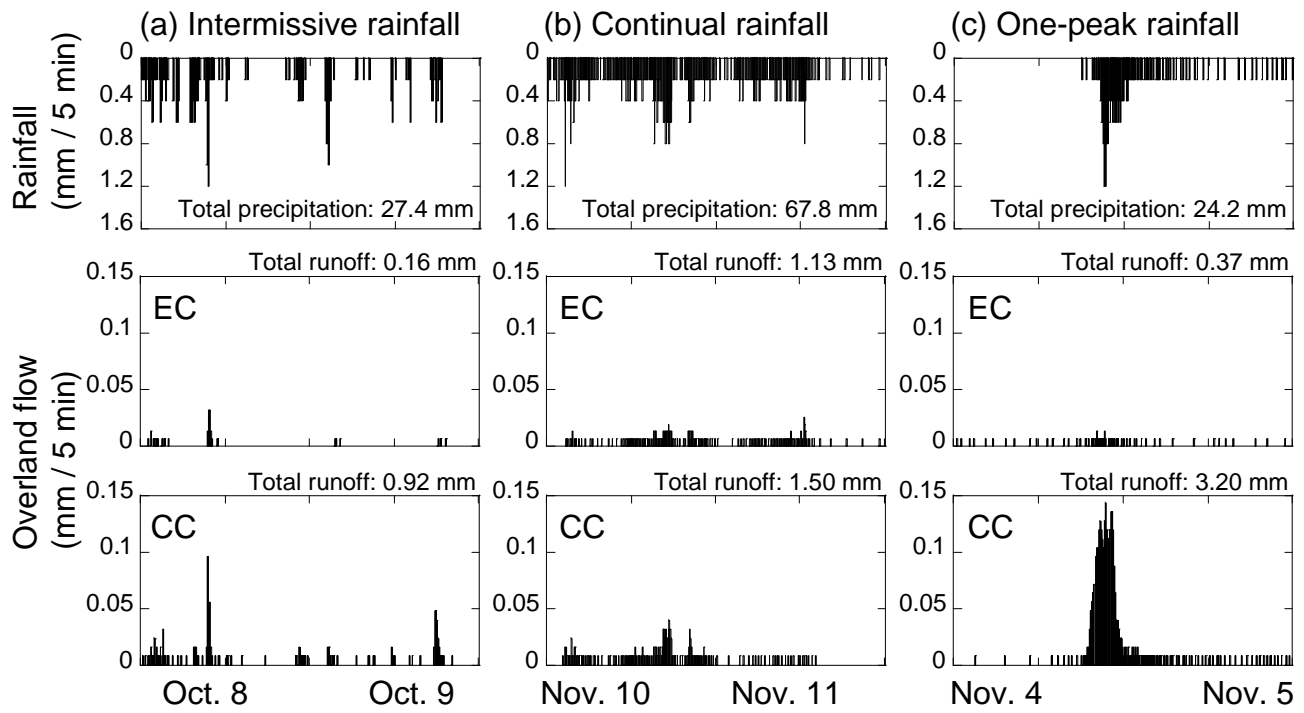 (a) Intermissive rainfall
(b) Continual rainfall
(c) One-peak rainfall
Rainfall
(mm / 5 min)
0
0.4
0.8
1.2
1.6
Total precipitation: 27.4 mm
0
0.4
0.8
1.2
1.6
Total precipitation: 67.8 mm
0
0.4
0.8
1.2
1.6
Total precipitation: 24.2 mm
Overland flow
(mm / 5 min)
Total runoff: 0.16 mm
0.15
0.1
0.05
0
EC
Total runoff: 1.13 mm
0.15
0.1
0.05
0
EC
Total runoff: 0.37 mm
0.15
0.1
0.05
0
EC
Total runoff: 0.92 mm
0.15
0.1
0.05
0
CC
Total runoff: 1.50 mm
0.15
0.1
0.05
0
CC
Total runoff: 3.20 mm
0.15
0.1
0.05
0
CC
Oct. 8
Oct. 9
Nov. 10
Nov. 11
Nov. 4
Nov. 5